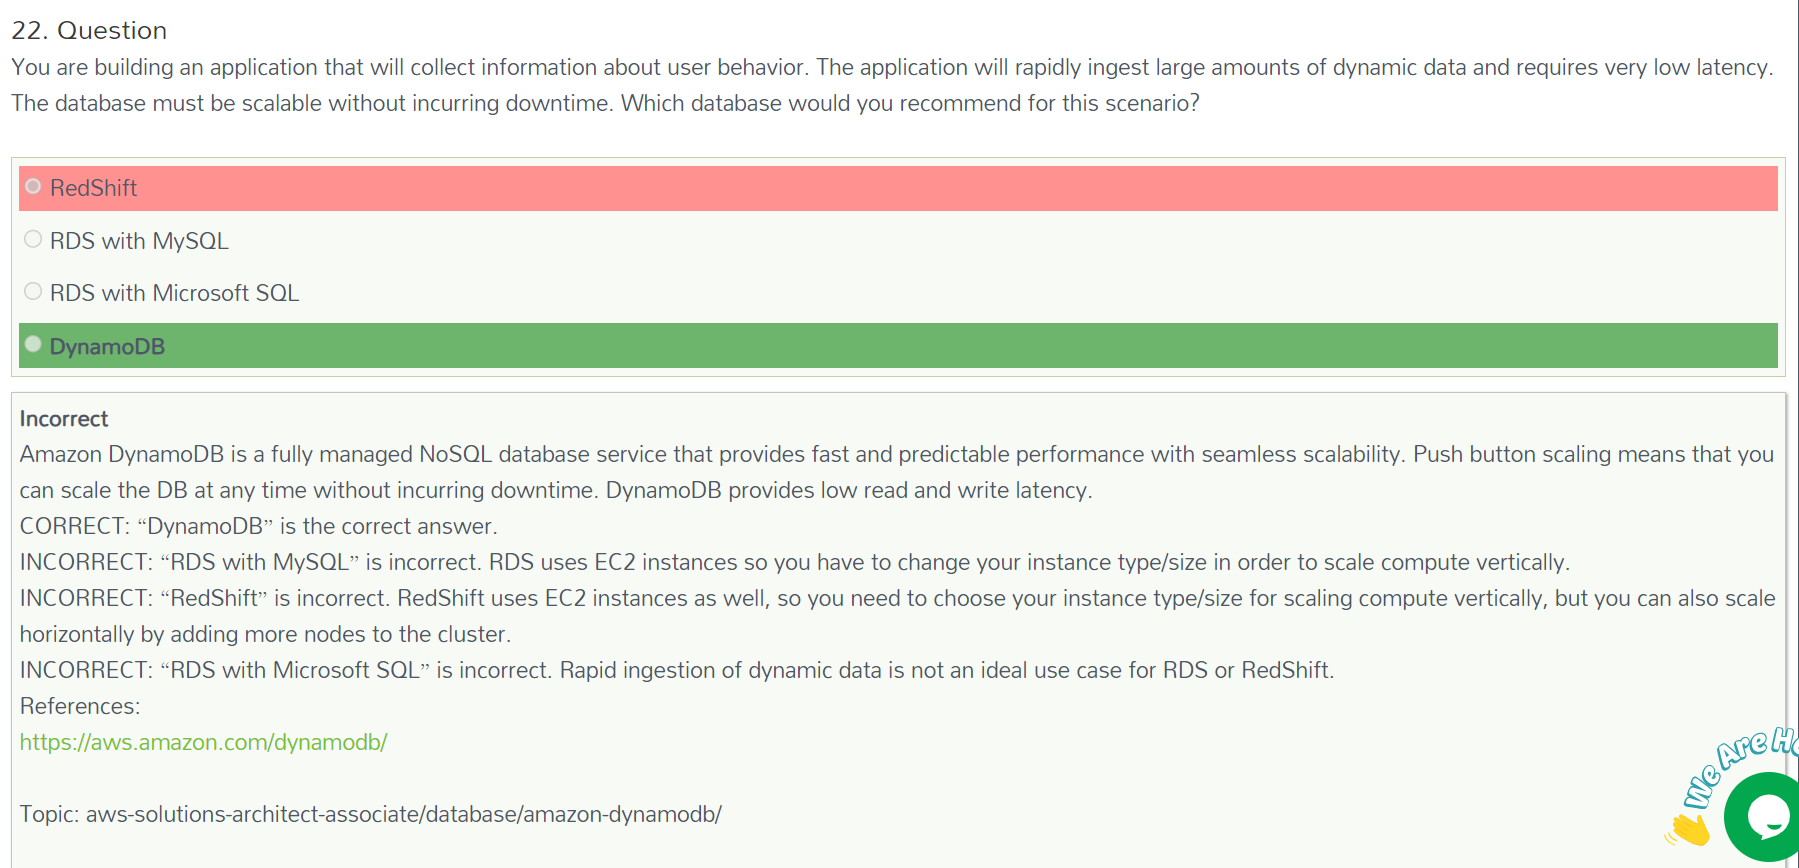 22. Question
You are building an application that will collect information about user behavior. The application will rapidly ingest large amounts of dynamic data and requires very low latency.
The database must be scalable without incurring downtime. Which database would you recommend for this scenario?
RedShift
RDS with MySQL
RDS with Microsoft SQL
DynamoDB
Incorrect
Amazon DynamoDB is a fully managed NoSQL database service that provides fast and predictable performance with seamless scalability. Push button scaling means that you
can scale the DB at any time without incurring downtime. DynamoDB provides low read and write latency.
CORRECT: “DynamoDB” is the correct answer.
INCORRECT: “RDS with MySQL” is incorrect. RDS uses EC2 instances so you have to change your instance type/size in order to scale compute vertically.
INCORRECT: “RedShift” is incorrect. RedShift uses EC2 instances as well, so you need to choose your instance type/size for scaling compute vertically, but you can also scale
horizontally by adding more nodes to the cluster.
INCORRECT: “RDS with Microsoft SQL” is incorrect. Rapid ingestion of dynamic data is not an ideal use case for RDS or RedShift.
References:
https://aws.amazon.com/dynamodb/
Topic: aws-solutions-architect-associate/database/amazon-dynamodb/
We Are